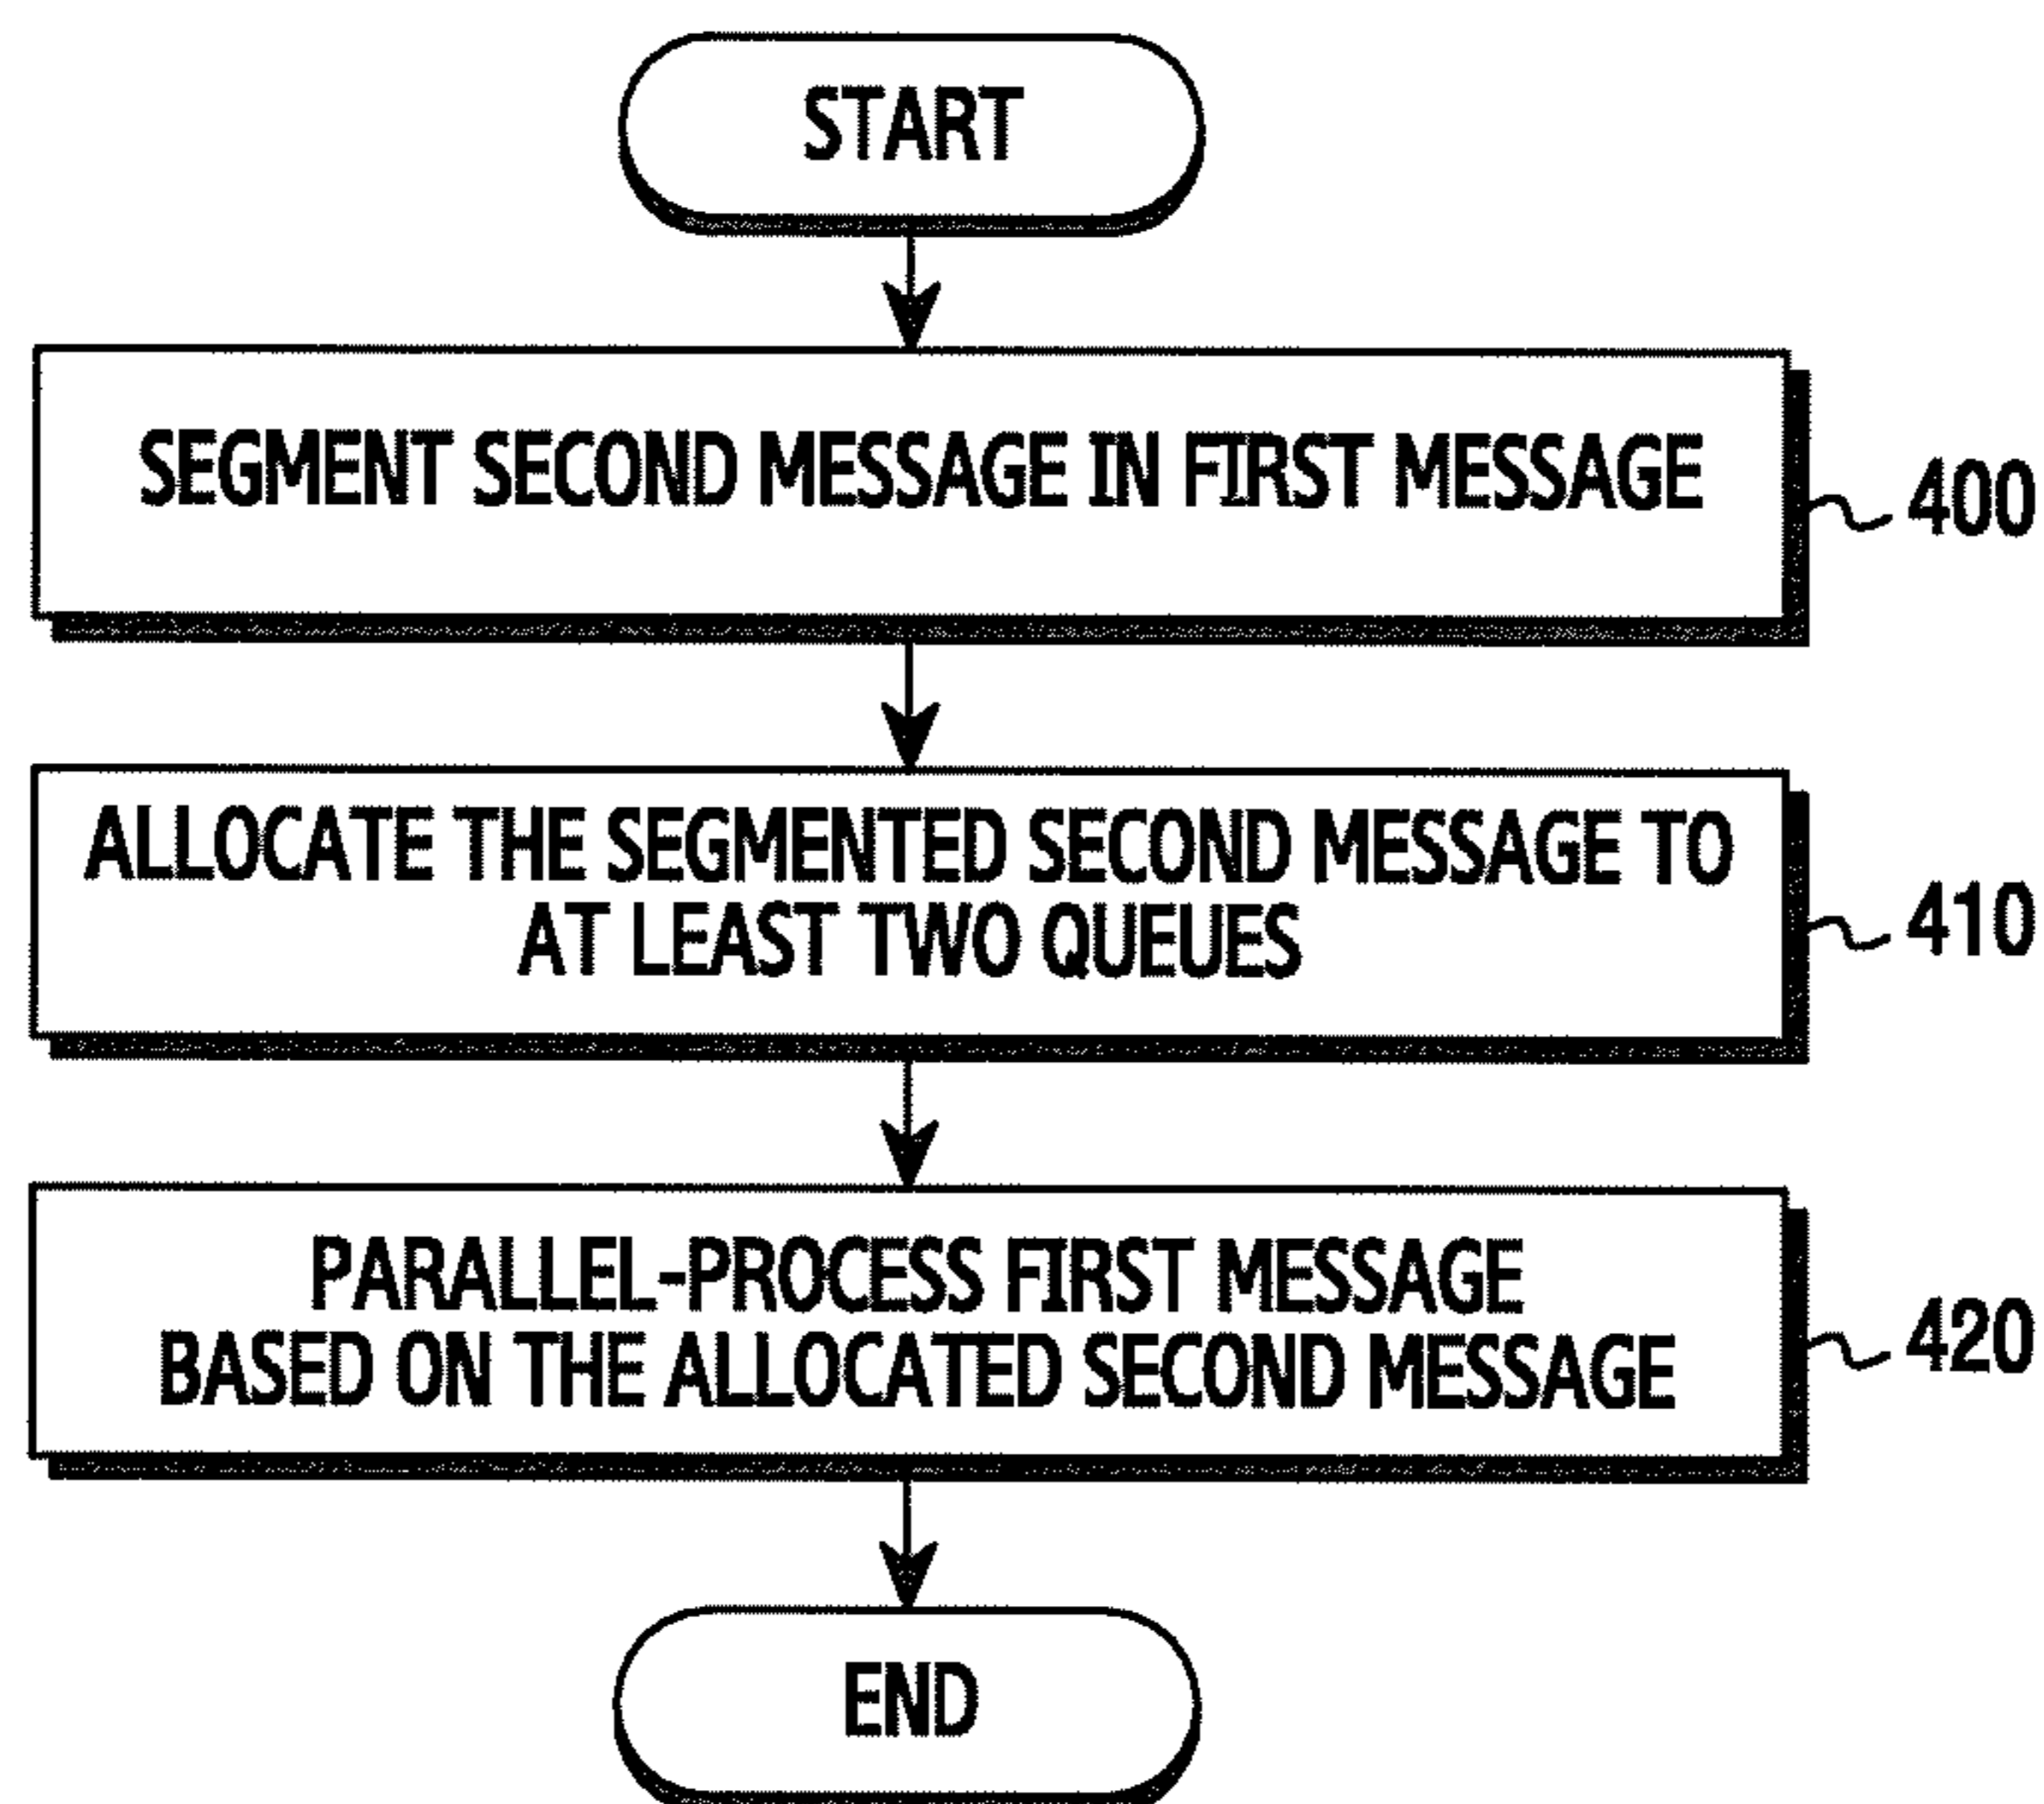 START
SEGMENT SECOND MESSAGE IN FIRST MESSAGE
400
ALLOCATE THE SEGMENTED SECOND MESSAGE TO
AT LEAST TWO QUEUES
410
PARALLEL-PROCESS FIRST MESSAGE
BASED ON THE ALLOCATED SECOND MESSAGE
420
END